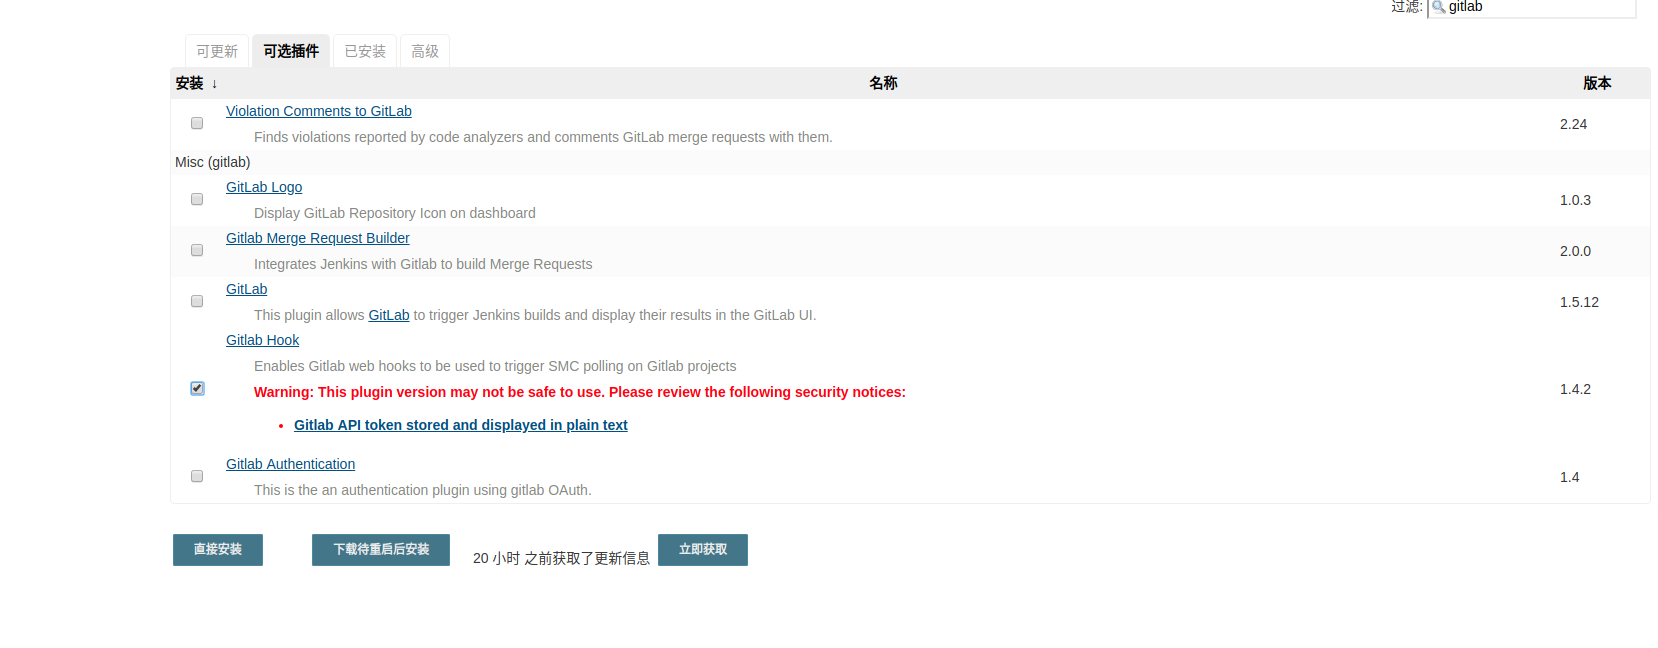 过滤: gitlab
可更新 可选插件 已安装 高级
安装 ↓ 名称 版本
Violation Comments to GitLab
Finds violations reported by code analyzers and comments GitLab merge requests with them.
2.24
Misc (gitlab)
GitLab Logo
Display GitLab Repository Icon on dashboard
1.0.3
Gitlab Merge Request Builder
Integrates Jenkins with Gitlab to build Merge Requests
2.0.0
GitLab
This plugin allows GitLab to trigger Jenkins builds and display their results in the GitLab UI.
1.5.12
Gitlab Hook
Enables Gitlab web hooks to be used to trigger SMC polling on Gitlab projects
Warning: This plugin version may not be safe to use. Please review the following security notices:
• Gitlab API token stored and displayed in plain text
1.4.2
Gitlab Authentication
This is the an authentication plugin using gitlab OAuth.
1.4
直接安装 下载待重启后安装 20 小时 之前获取了更新信息 立即获取